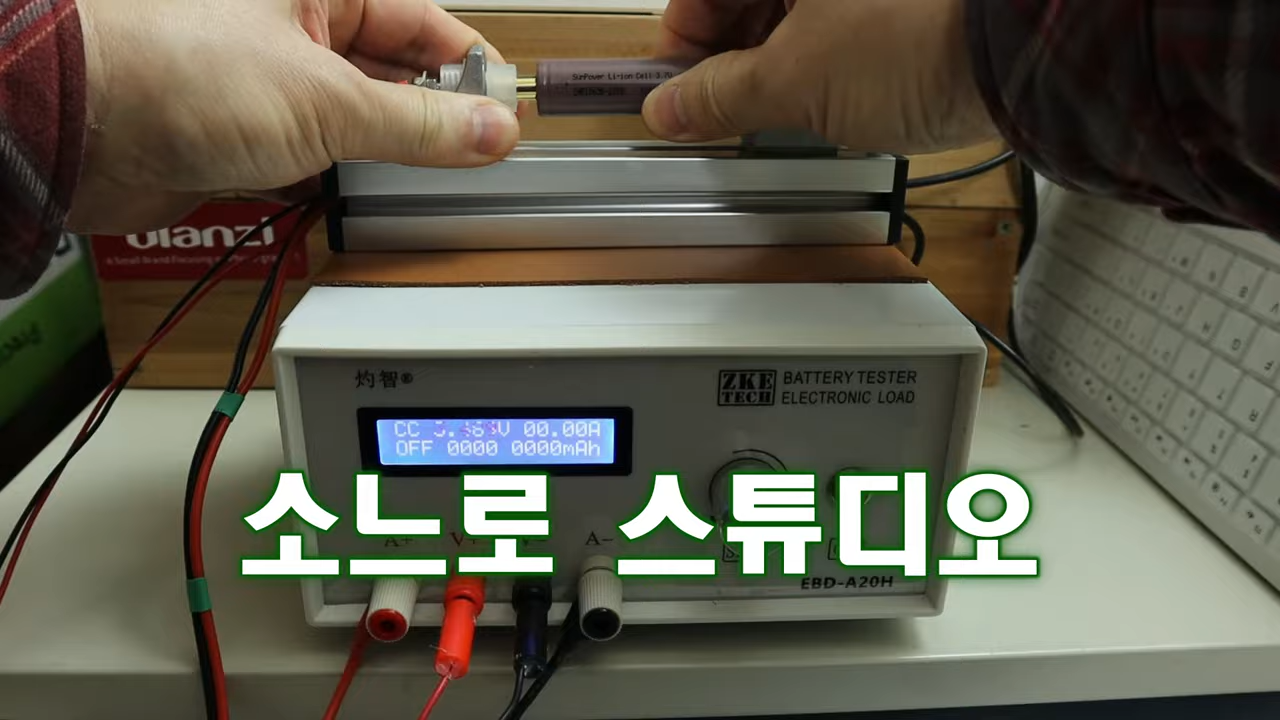 SunPower Li-ion Cell-3.7V
ulanzi
灼智®
ZKE TECH
BATTERY TESTER
ELECTRONIC LOAD
00.00A
OFF 0000 0000mAh
소느로 스튜디오
A+ V+ A-
EBD-A20H